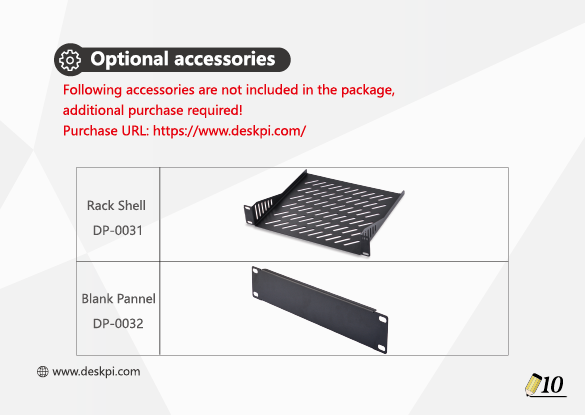 Optional accessories
Following accessories are not included in the package,
additional purchase required!
Purchase URL: https://www.deskpi.com/
Rack Shell
DP-0031
Blank Pannel
DP-0032
www.deskpi.com
10